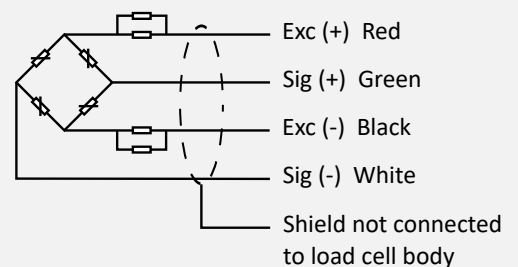 Exc (+) Red
Sig (+) Green
Exc (-) Black
Sig (-) White
Shield not connected
to load cell body